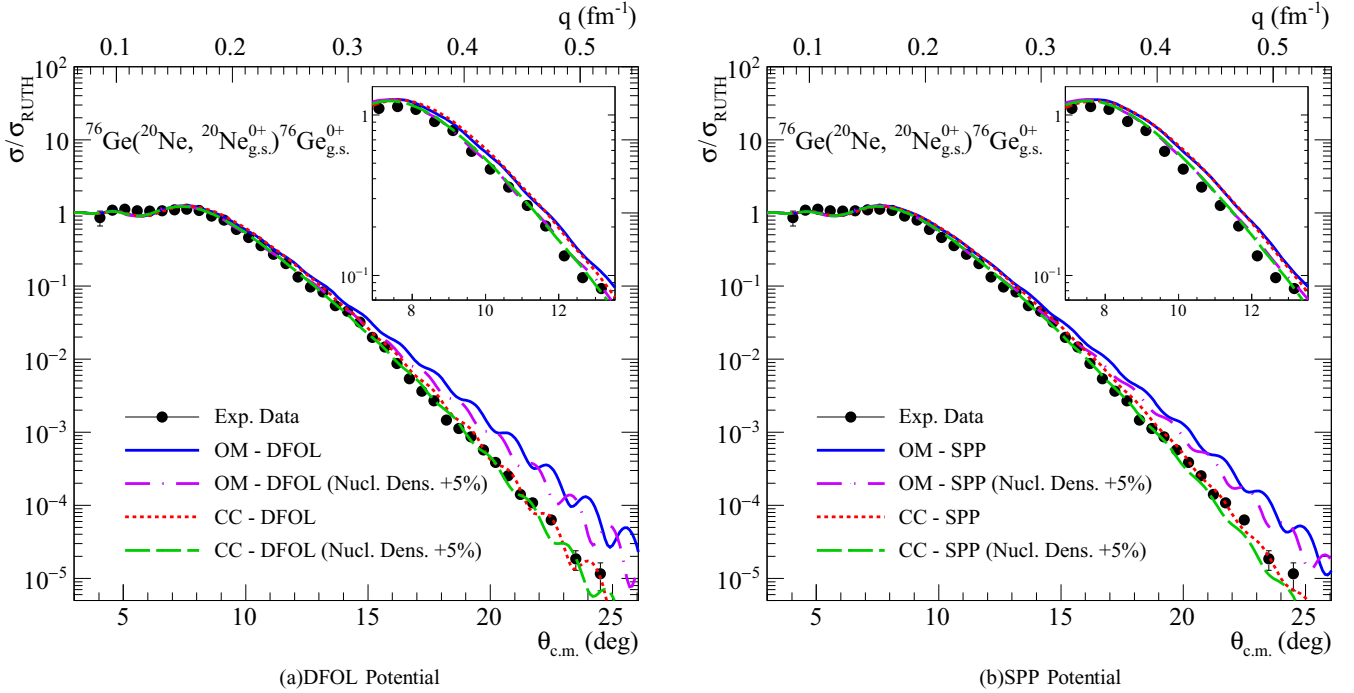 q (fm⁻¹)
0.1 0.2 0.3 0.4 0.5
σ/σRUTH
10²
10
1
10⁻¹
10⁻²
10⁻³
10⁻⁴
10⁻⁵
⁷⁶Ge(²⁰Ne, ²⁰Ne⁰⁺g.s.)⁷⁶Ge⁰⁺g.s.
1
10⁻¹
8 10 12
Exp. Data
OM - DFOL
OM - DFOL (Nucl. Dens. +5%)
CC - DFOL
CC - DFOL (Nucl. Dens. +5%)
5 10 15 20 25
θc.m. (deg)
(a)DFOL Potential
q (fm⁻¹)
0.1 0.2 0.3 0.4 0.5
σ/σRUTH
10²
10
1
10⁻¹
10⁻²
10⁻³
10⁻⁴
10⁻⁵
⁷⁶Ge(²⁰Ne, ²⁰Ne⁰⁺g.s.)⁷⁶Ge⁰⁺g.s.
1
10⁻¹
8 10 12
Exp. Data
OM - SPP
OM - SPP (Nucl. Dens. +5%)
CC - SPP
CC - SPP (Nucl. Dens. +5%)
5 10 15 20 25
θc.m. (deg)
(b)SPP Potential